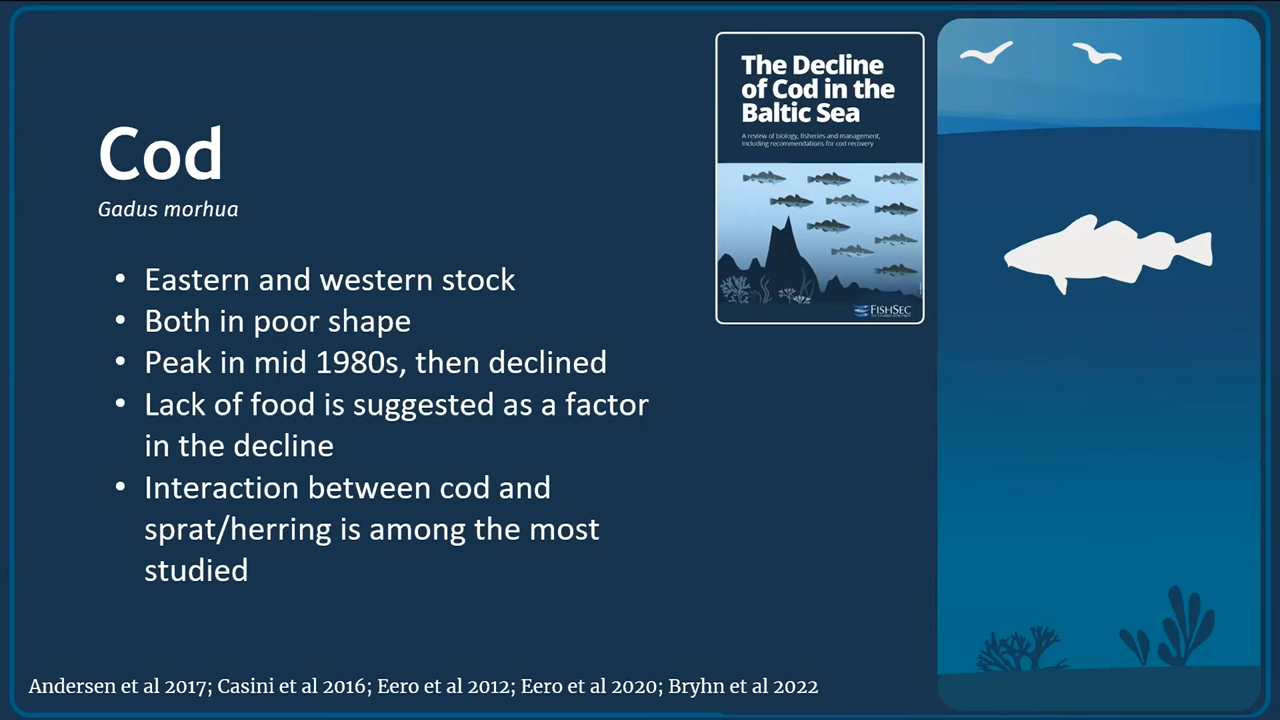 Cod
Gadus morhua
• Eastern and western stock
• Both in poor shape
• Peak in mid 1980s, then declined
• Lack of food is suggested as a factor
in the decline
• Interaction between cod and
sprat/herring is among the most
studied
Andersen et al 2017; Casini et al 2016; Eero et al 2012; Eero et al 2020; Bryhn et al 2022
The Decline
of Cod in the
Baltic Sea
A review of biology, fisheries and management,
including recommendations for cod recovery
FISHSEC